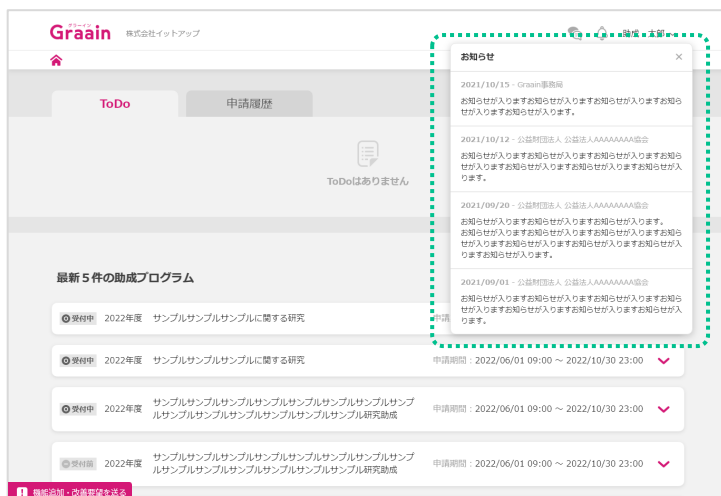 グラーイン
Graain
株式会社イットアップ
助成 太郎
お知らせ
×
2021/10/15 - Graain事務局
お知らせが入りますお知らせが入りますお知らせが入りますお知ら
せが入りますお知らせが入ります。
2021/10/12 - 公益財団法人 公益法人AAAAAAAA協会
お知らせが入りますお知らせが入りますお知らせが入りますお知ら
せが入りますお知らせが入りますお知らせが入りますお知らせが入
ります。
2021/09/20 - 公益財団法人 公益法人AAAAAAAA協会
お知らせが入りますお知らせが入りますお知らせが入ります。
お知らせが入りますお知らせが入りますお知らせが入りますお知ら
せが入りますお知らせが入りますお知らせが入りますお知らせが入
りますお知らせが入ります。
2021/09/01 - 公益財団法人 公益法人AAAAAAAA協会
お知らせが入りますお知らせが入りますお知らせが入りますお知ら
せが入りますお知らせが入りますお知らせが入りますお知らせが入
ります。
ToDo
申請履歴
ToDoはありません
最新５件の助成プログラム
受付中 2022年度 サンプルサンプルサンプルに関する研究 申請
受付中 2022年度 サンプルサンプルサンプルに関する研究 申請期間：2022/06/01 09:00 ～ 2022/10/30 23:00
受付中 2022年度 サンプルサンプルサンプルサンプルサンプルサンプルサンプルサンプ
ルサンプルサンプルサンプルサンプルサンプルサンプル研究助成 申請期間：2022/06/01 09:00 ～ 2022/10/30 23:00
受付前 2022年度 サンプルサンプルサンプルサンプルサンプルサンプルサンプルサンプ
ルサンプルサンプルサンプルサンプルサンプルサンプル研究助成 申請期間：2022/06/01 09:00 ～ 2022/10/30 23:00
機能追加・改善要望を送る